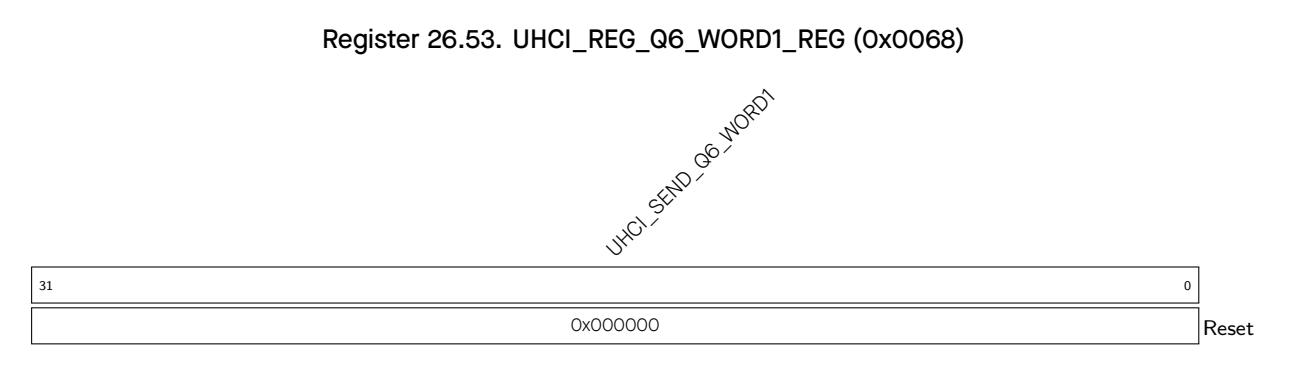 Register 26.53. UHCI_REG_Q6_WORD1_REG (0x0068)
UHCI_SEND_Q6_WORD1
31 0
0x000000 Reset